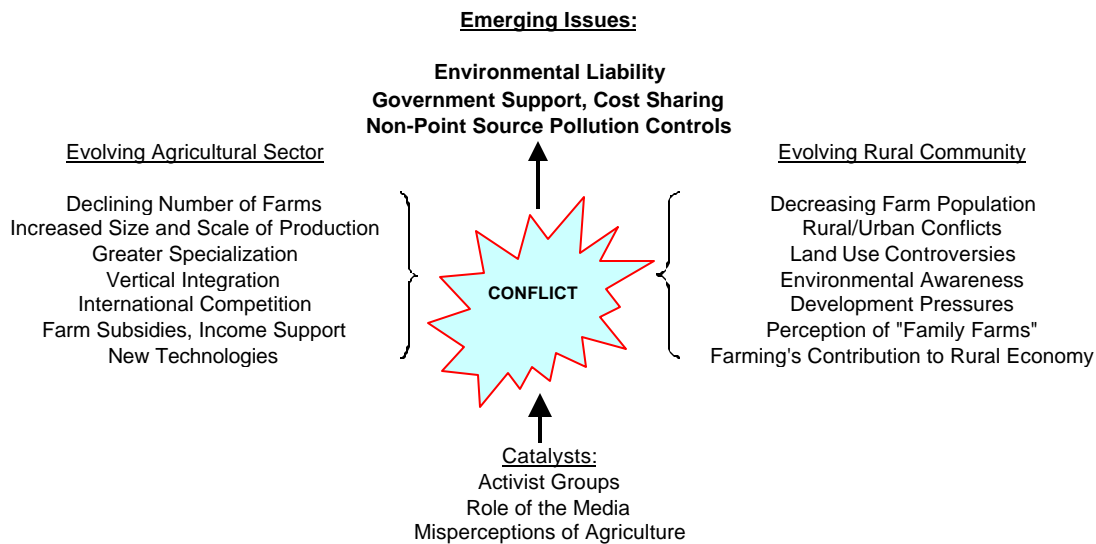 Emerging Issues:
Environmental Liability
Government Support, Cost Sharing
Non-Point Source Pollution Controls
Evolving Agricultural Sector
Declining Number of Farms
Increased Size and Scale of Production
Greater Specialization
Vertical Integration
International Competition
Farm Subsidies, Income Support
New Technologies
CONFLICT
Evolving Rural Community
Decreasing Farm Population
Rural/Urban Conflicts
Land Use Controversies
Environmental Awareness
Development Pressures
Perception of "Family Farms"
Farming's Contribution to Rural Economy
Catalysts:
Activist Groups
Role of the Media
Misperceptions of Agriculture